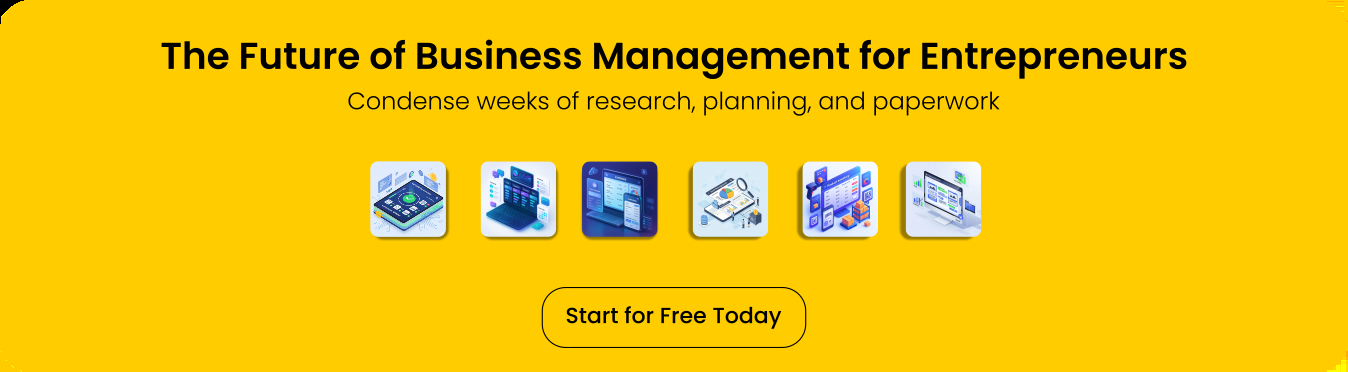 The Future of Business Management for Entrepreneurs
Condense weeks of research, planning, and paperwork
Start for Free Today